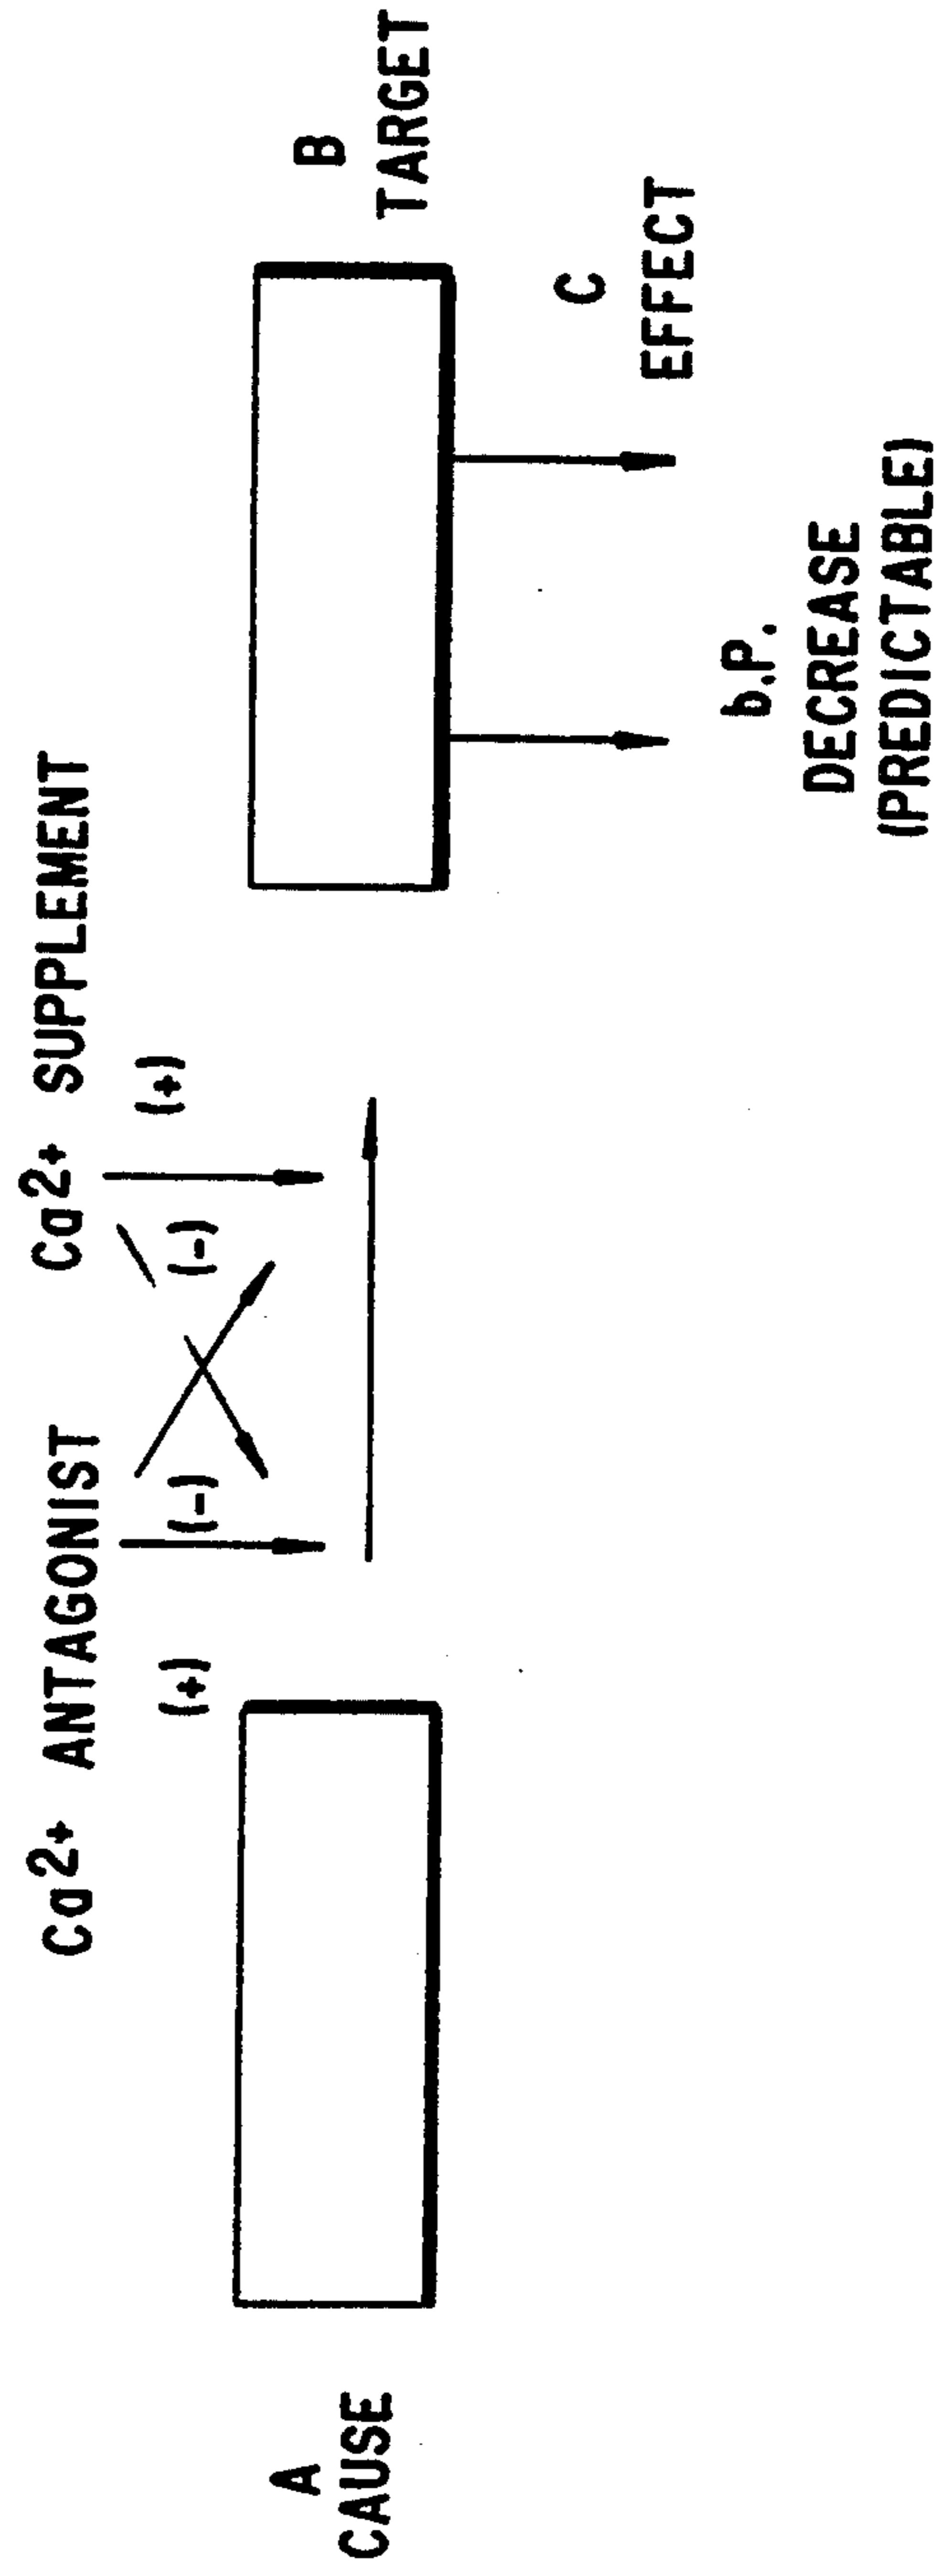 Ca2+ ANTAGONIST
Ca2+ SUPPLEMENT
(+)
(-)
(-)
(+)
A
CAUSE
B
TARGET
C
EFFECT
b.P.
DECREASE
(PREDICTABLE)